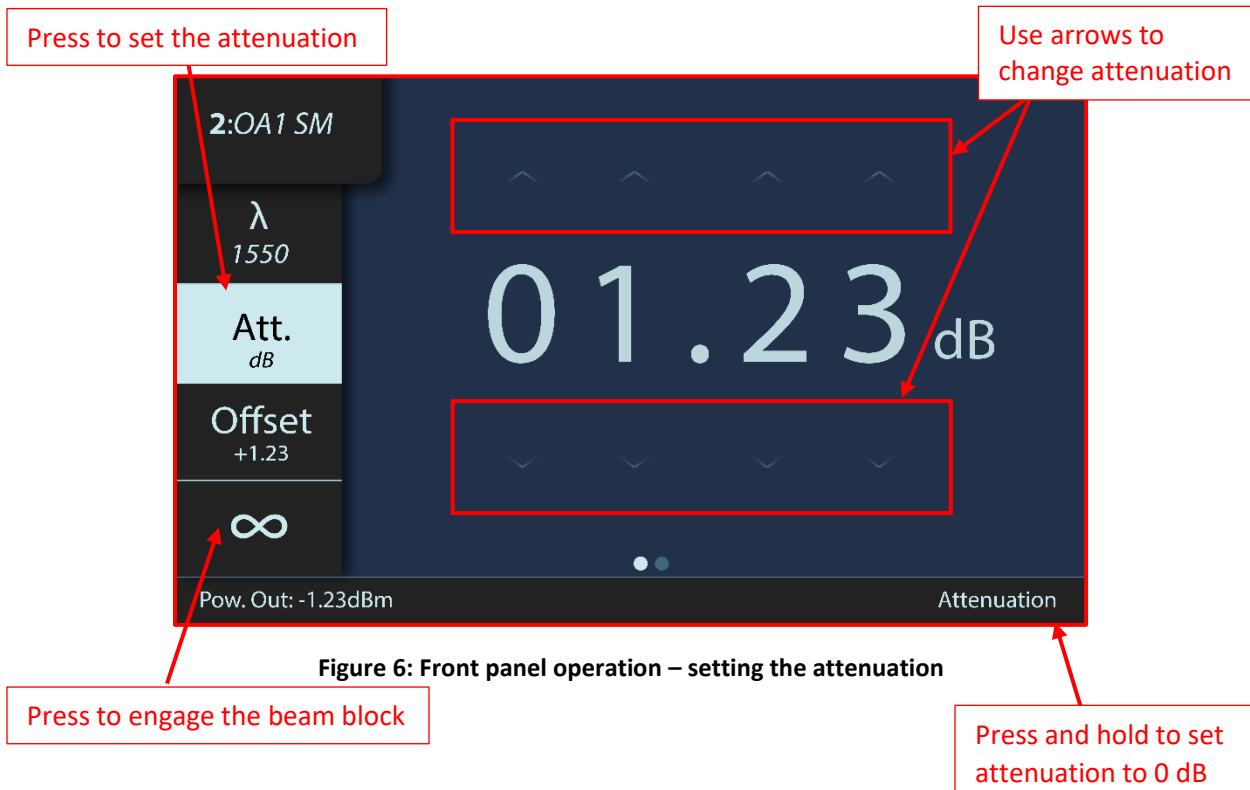 Press to set the attenuation
Use arrows to
change attenuation
2:OA1 SM
λ
1550
Att.
dB
Offset
+1.23
∞
01.23 dB
Pow. Out: -1.23dBm
Attenuation
Figure 6: Front panel operation – setting the attenuation
Press to engage the beam block
Press and hold to set
attenuation to 0 dB